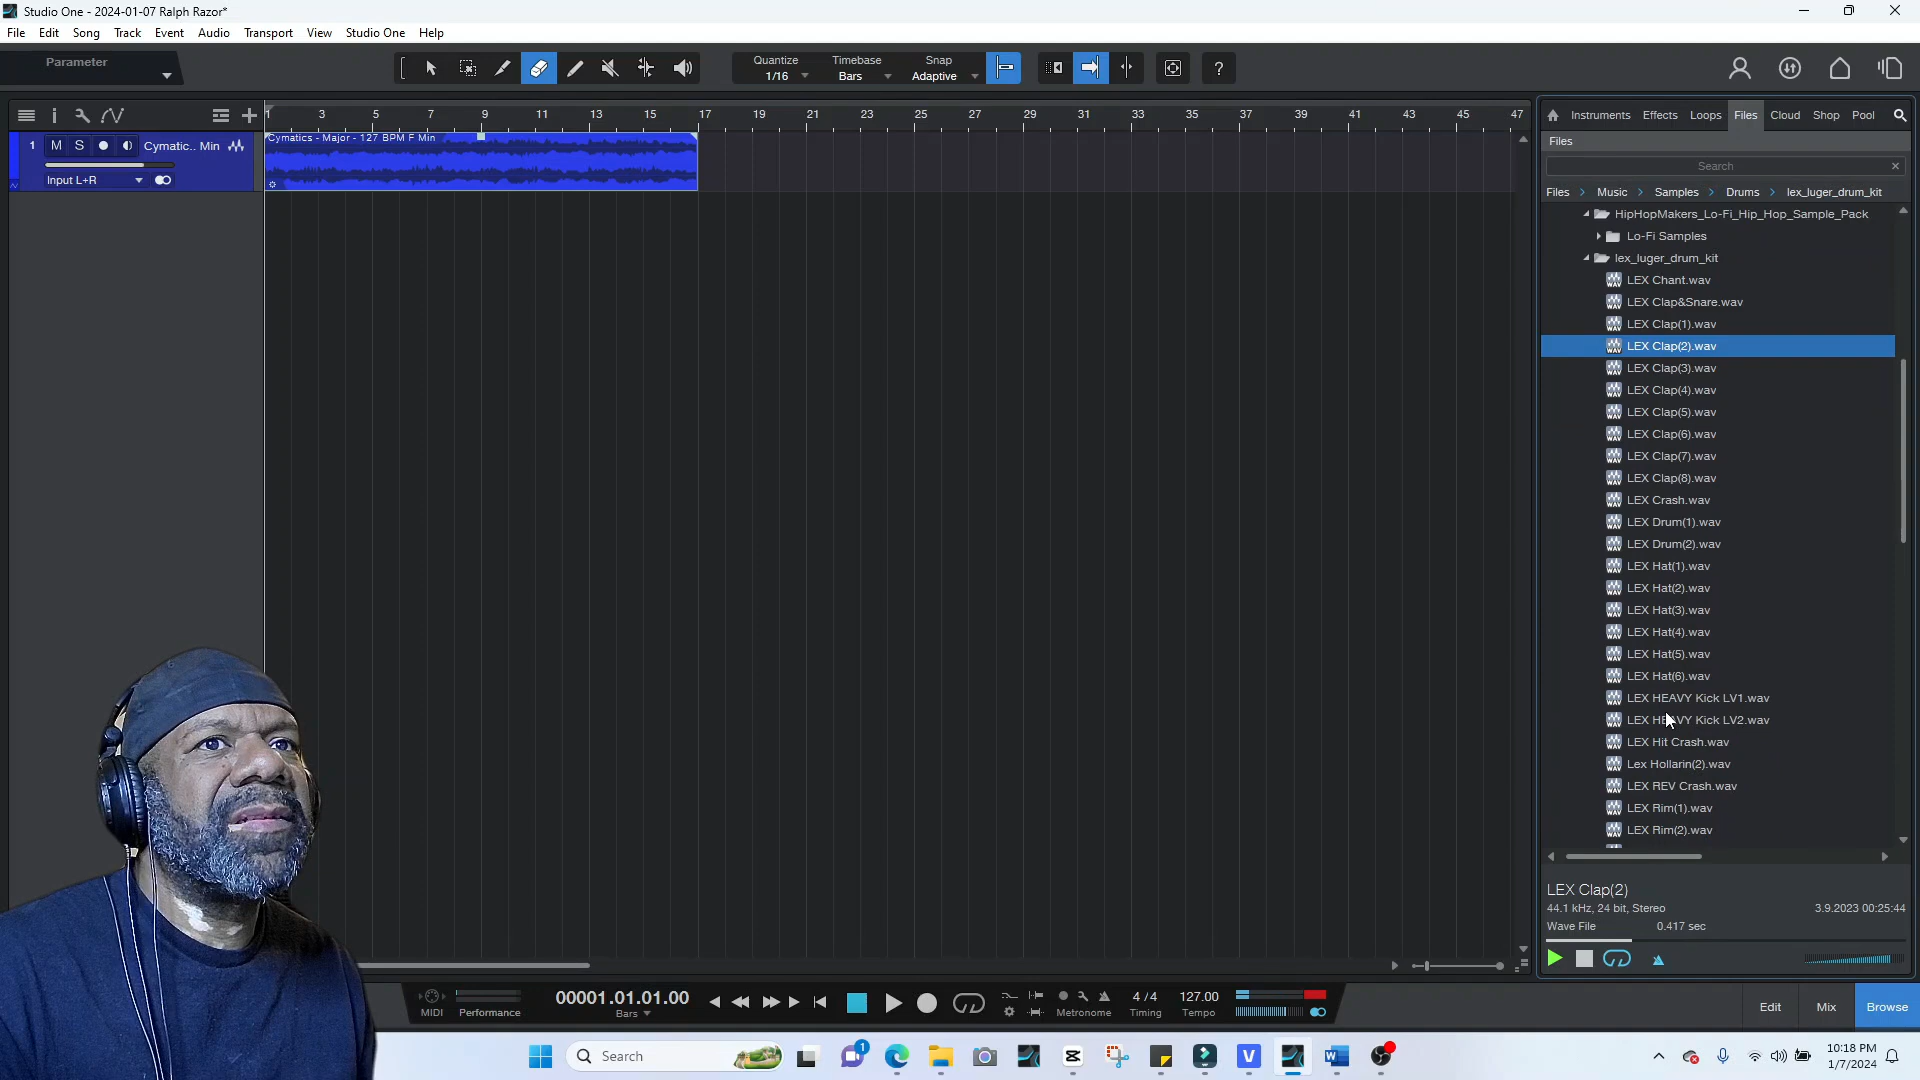 Studio One - 2024-01-07 Ralph Razor*
File Edit Song Track Event Audio Transport View Studio One Help
Parameter
Quantize
1/16
Timebase
Bars
Snap
Adaptive
?
1 3 5 7 9 11 13 15 17 19 21 23 25 27 29 31 33 35 37 39 41 43 45 47
1 M S Cymatic.. Min
Input L+R
Cymatics - Major - 127 BPM F Min
Instruments Effects Loops Files Cloud Shop Pool
Files
Search
Files > Music > Samples > Drums > lex_luger_drum_kit
HipHopMakers_Lo-Fi_Hip_Hop_Sample_Pack
Lo-Fi Samples
lex_luger_drum_kit
LEX Chant.wav
LEX Clap&Snare.wav
LEX Clap(1).wav
LEX Clap(2).wav
LEX Clap(3).wav
LEX Clap(4).wav
LEX Clap(5).wav
LEX Clap(6).wav
LEX Clap(7).wav
LEX Clap(8).wav
LEX Crash.wav
LEX Drum(1).wav
LEX Drum(2).wav
LEX Hat(1).wav
LEX Hat(2).wav
LEX Hat(3).wav
LEX Hat(4).wav
LEX Hat(5).wav
LEX Hat(6).wav
LEX HEAVY Kick LV1.wav
LEX HEAVY Kick LV2.wav
LEX Hit Crash.wav
Lex Hollarin(2).wav
LEX REV Crash.wav
LEX Rim(1).wav
LEX Rim(2).wav
LEX Clap(2)
44.1 kHz, 24 bit, Stereo 3.9.2023 00:25:44
Wave File 0.417 sec
MIDI Performance
00001.01.01.00
Bars
Metronome
4 / 4
Timing
127.00
Tempo
Edit Mix Browse
Search
1
10:18 PM
1/7/2024